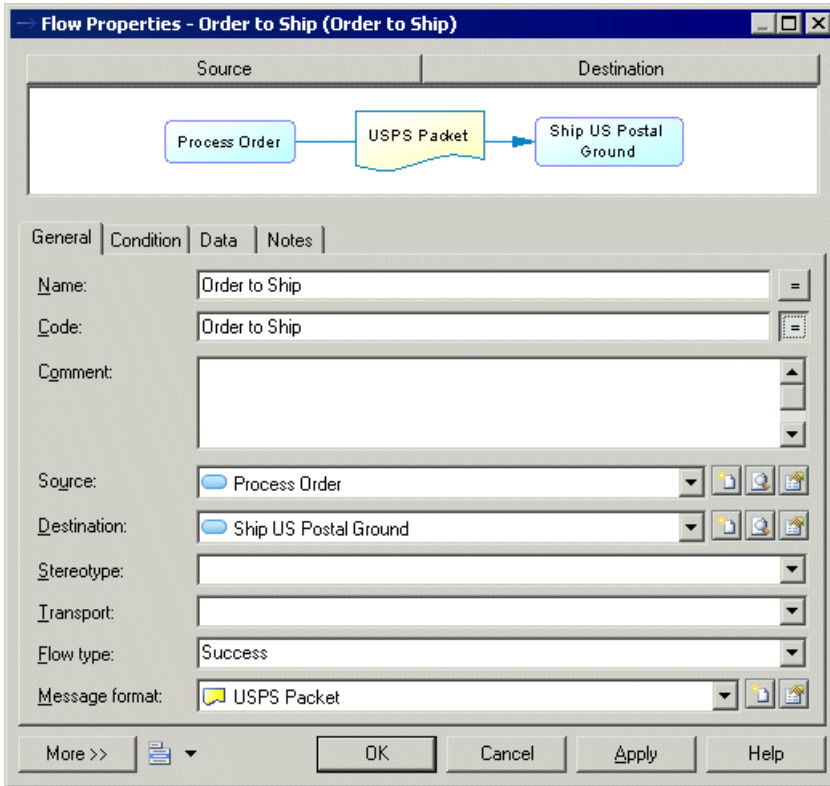 Flow Properties - Order to Ship (Order to Ship)
Source Destination
Process Order
USPS Packet
Ship US Postal
Ground
General Condition Data Notes
Name: Order to Ship =
Code: Order to Ship =
Comment:
Source: Process Order
Destination: Ship US Postal Ground
Stereotype:
Transport:
Flow type: Success
Message format: USPS Packet
More >> OK Cancel Apply Help